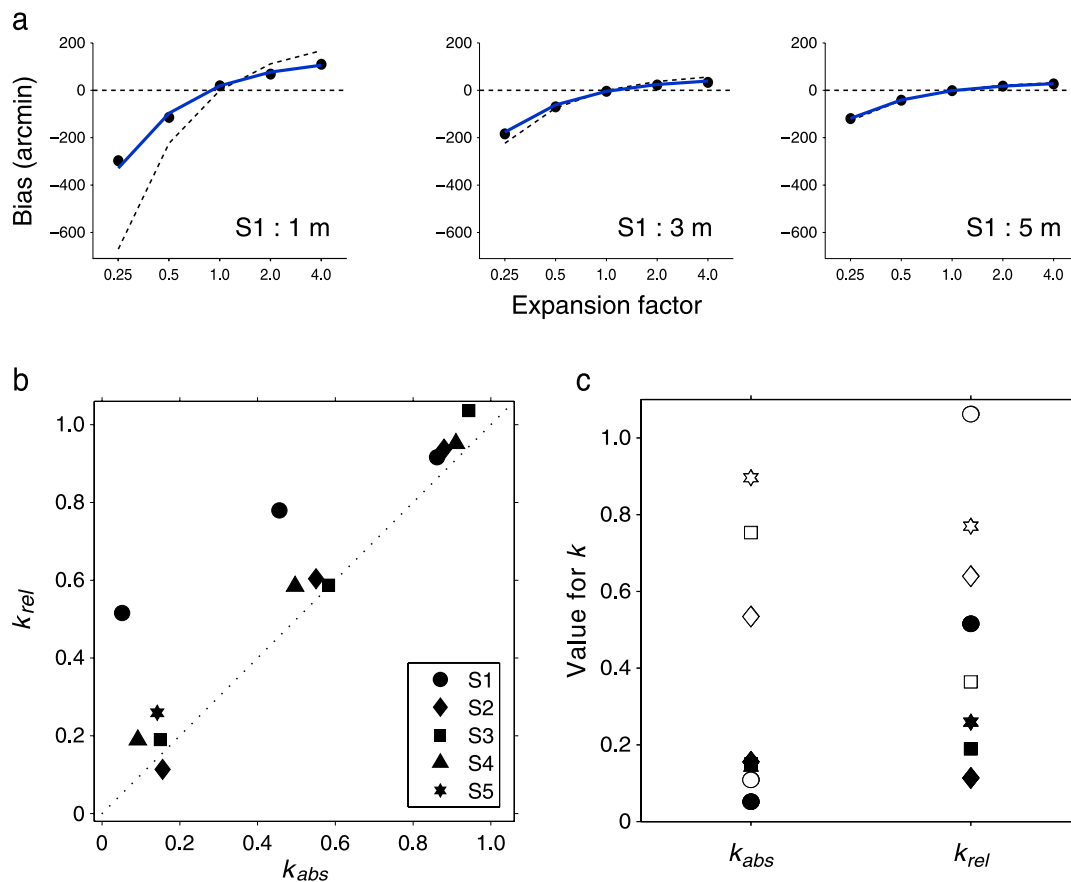 a
200
0
−200
−400
−600
0.25 0.5 1.0 2.0 4.0
S1 : 1 m
200
0
−200
−400
−600
0.25 0.5 1.0 2.0 4.0
S1 : 3 m
200
0
−200
−400
−600
0.25 0.5 1.0 2.0 4.0
S1 : 5 m
Bias (arcmin)
Expansion factor
b
1.0
0.8
0.6
0.4
0.2
0
0 0.2 0.4 0.6 0.8 1.0
k_rel
k_abs
S1
S2
S3
S4
S5
c
1.0
0.8
0.6
0.4
0.2
0
Value for k
k_abs k_rel